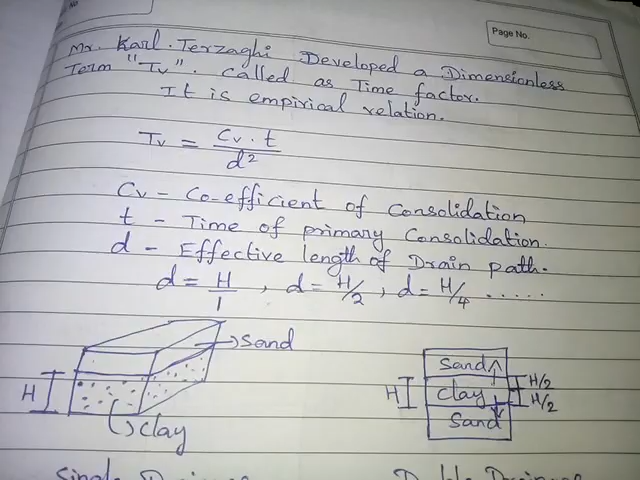 No
Page No.
Mr. Karl. Terzaghi Developed a Dimensionless
Term "Tv". called as Time factor.
It is empirical relation.
Tv = Cv . t / d²
Cv - Co-efficient of Consolidation
t - Time of primary Consolidation.
d - Effective length of Drain path.
d = H/1 , d = H/2 , d = H/4 ......
Sand
H
Clay
Sand
H clay H/2
H/2
Sand
Single